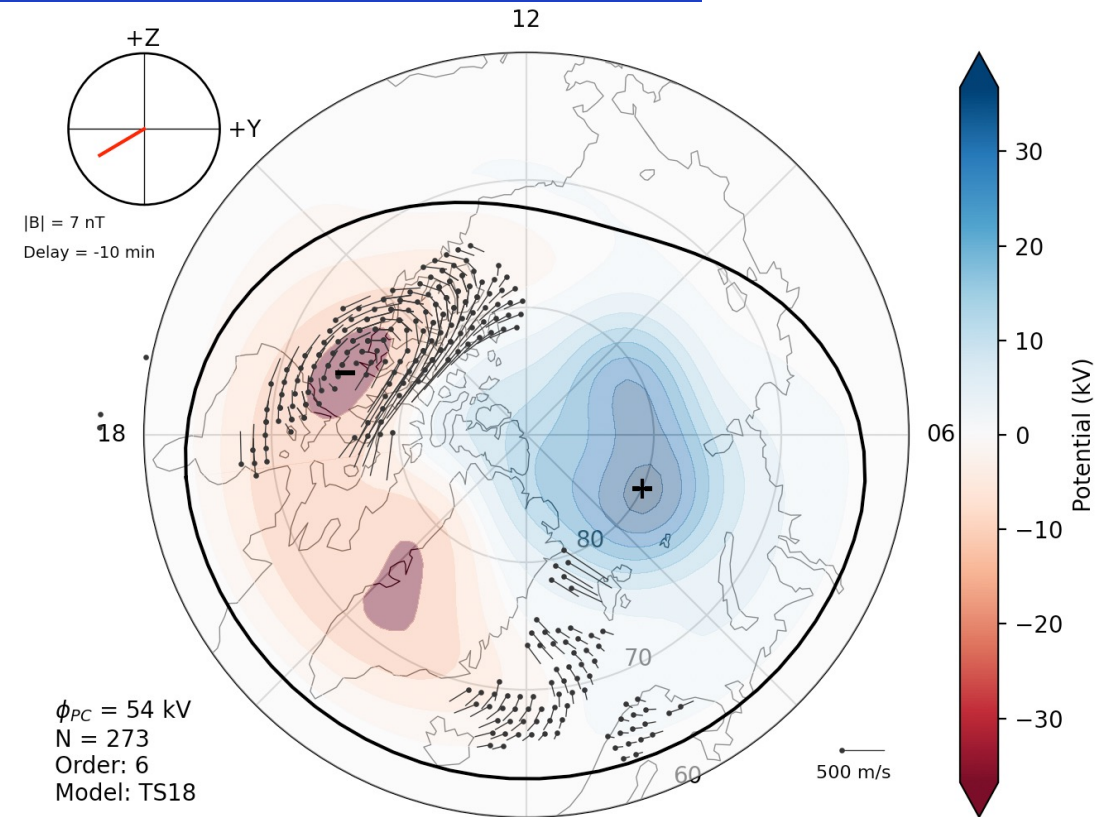 12
+Z
+Y
|B| = 7 nT
Delay = -10 min
18
06
80
70
60
+
−
ϕPC = 54 kV
N = 273
Order: 6
Model: TS18
500 m/s
30
20
10
0
−10
−20
−30
Potential (kV)